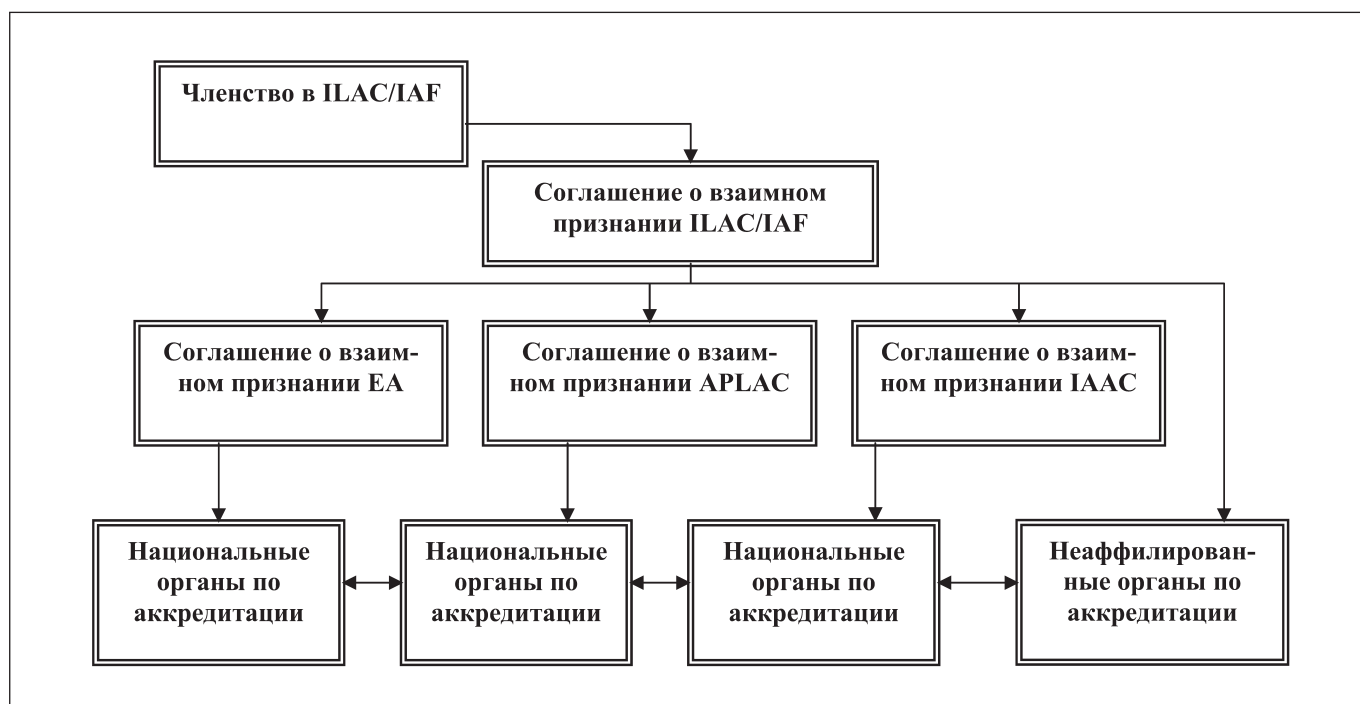 Членство в ILAC/IAF
Соглашение о взаимном
признании ILAC/IAF
Соглашение о взаим-
ном признании EA
Соглашение о взаим-
ном признании APLAC
Соглашение о взаим-
ном признании IAAC
Национальные
органы по
аккредитации
Национальные
органы по
аккредитации
Национальные
органы по
аккредитации
Неаффилирован-
ные органы по
аккредитации